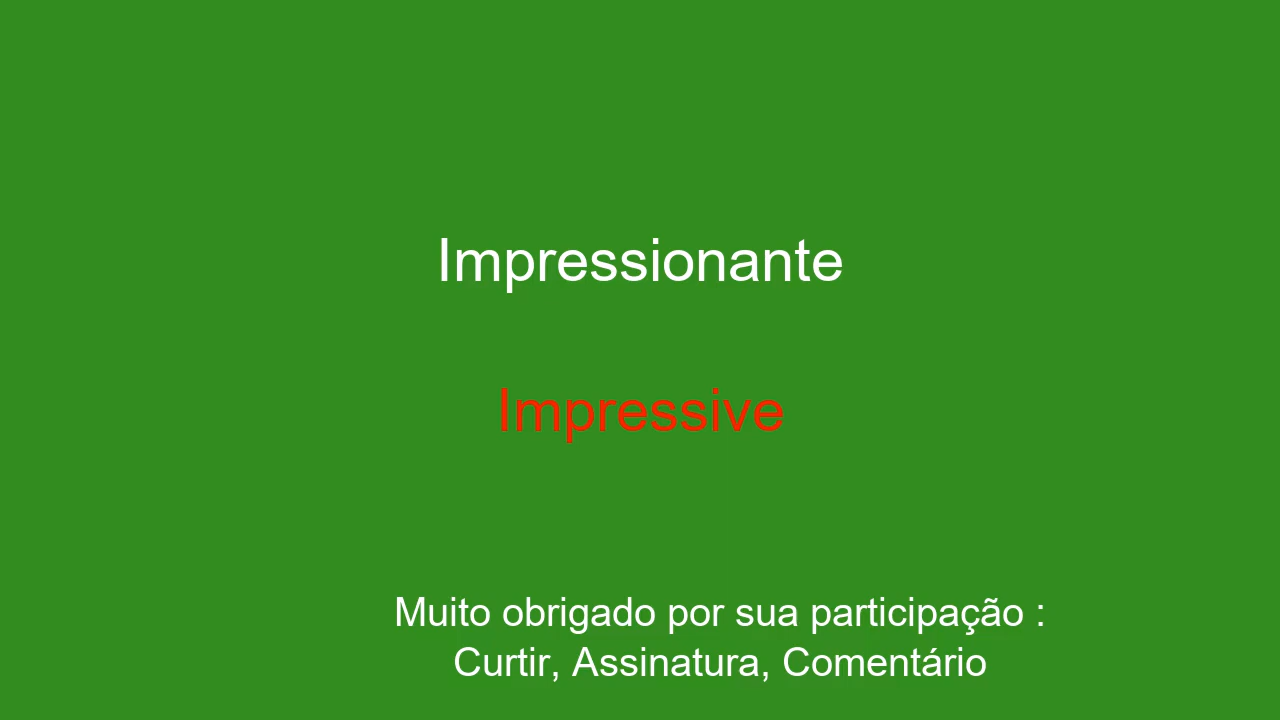 Impressionante
Impressive
Muito obrigado por sua participação :
Curtir, Assinatura, Comentário